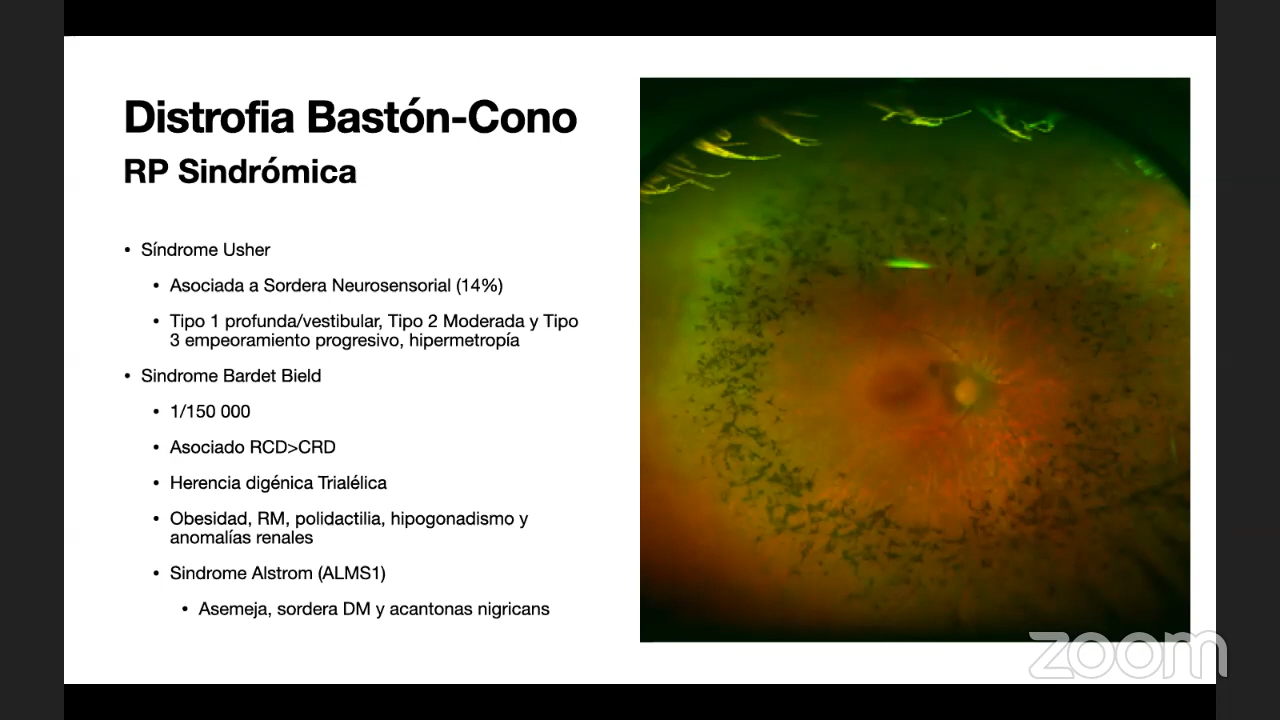 Distrofia Bastón-Cono
RP Sindrómica
• Síndrome Usher
• Asociada a Sordera Neurosensorial (14%)
• Tipo 1 profunda/vestibular, Tipo 2 Moderada y Tipo
3 empeoramiento progresivo, hipermetropía
• Sindrome Bardet Bield
• 1/150 000
• Asociado RCD>CRD
• Herencia digénica Trialélica
• Obesidad, RM, polidactilia, hipogonadismo y
anomalías renales
• Sindrome Alstrom (ALMS1)
• Asemeja, sordera DM y acantonas nigricans
zoom